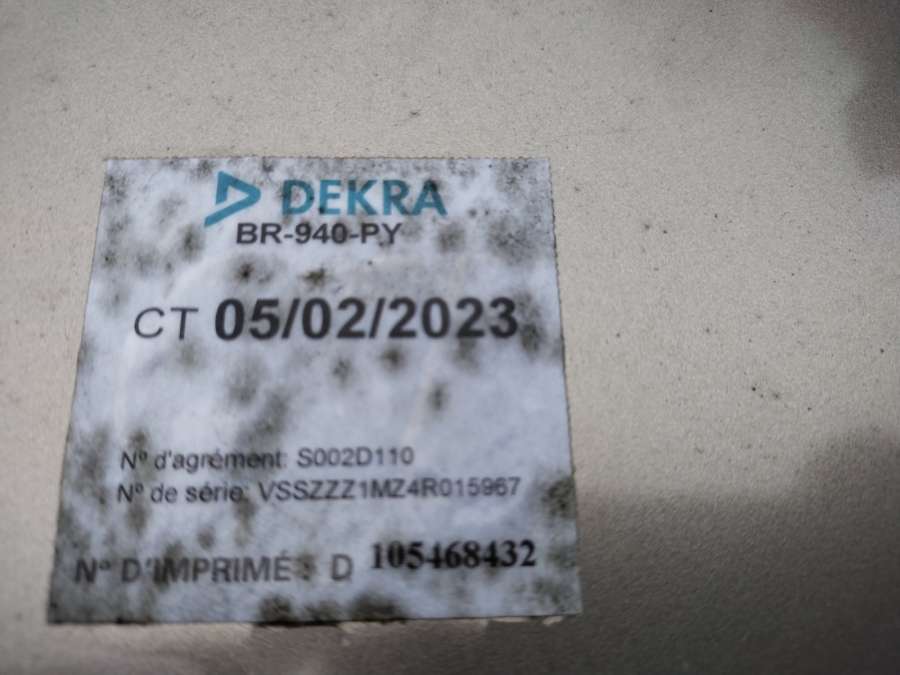 DEKRA
BR-940-PY
CT 05/02/2023
N° d'agrément: S002D110
N° de série: VSSZZZ1MZ4R015967
N° D'IMPRIMÉ : D 105468432